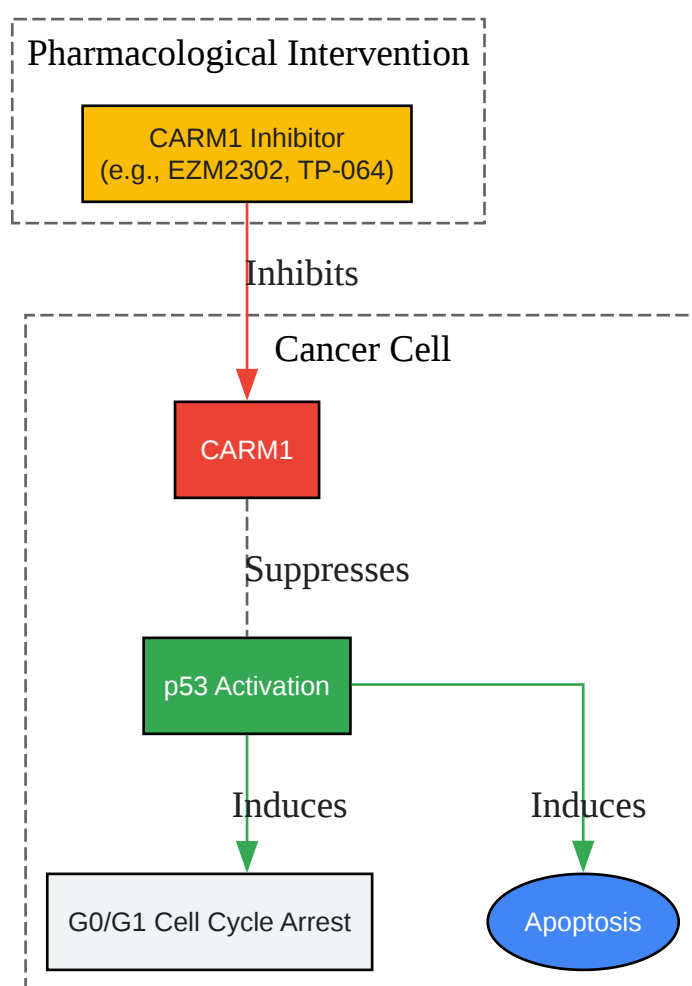 Pharmacological Intervention
CARM1 Inhibitor
(e.g., EZM2302, TP-064)
Inhibits
Cancer Cell
CARM1
Suppresses
p53 Activation
Induces
Induces
G0/G1 Cell Cycle Arrest
Apoptosis